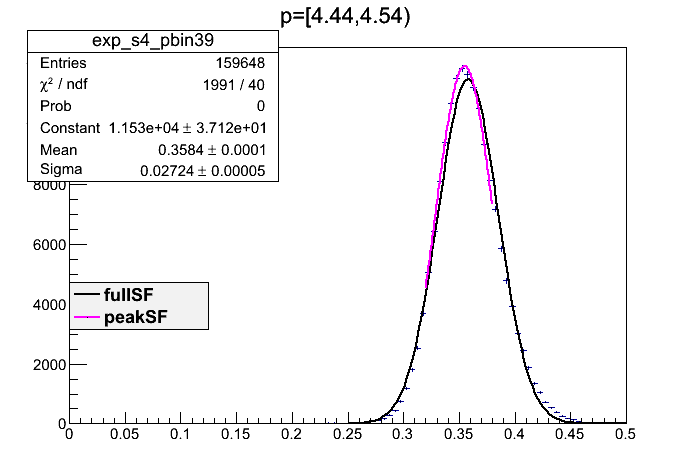 p=[4.44,4.54)
exp_s4_pbin39
Entries 159648
χ² / ndf 1991 / 40
Prob 0
Constant 1.153e+04 ± 3.712e+01
Mean 0.3584 ± 0.0001
Sigma 0.02724 ± 0.00005
8000
6000
fullSF
4000
peakSF
2000
0
0 0.05 0.1 0.15 0.2 0.25 0.3 0.35 0.4 0.45 0.5